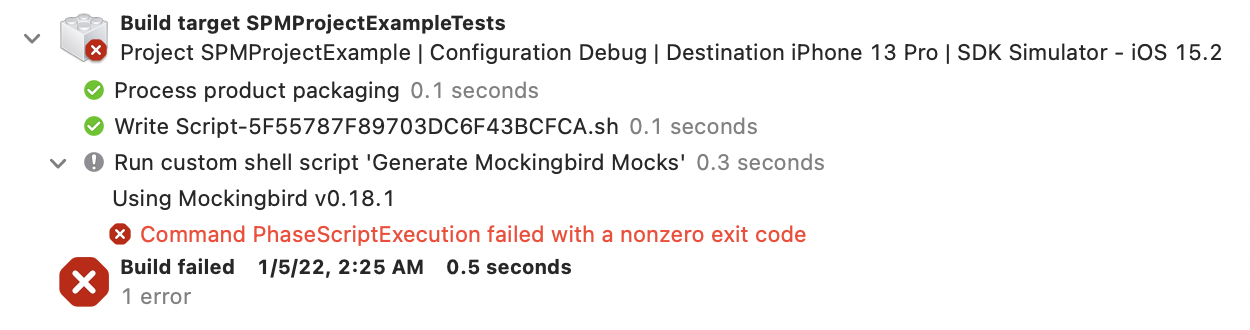 Build target SPMProjectExampleTests
Project SPMProjectExample | Configuration Debug | Destination iPhone 13 Pro | SDK Simulator - iOS 15.2
Process product packaging 0.1 seconds
Write Script-5F55787F89703DC6F43BCFCA.sh 0.1 seconds
Run custom shell script 'Generate Mockingbird Mocks' 0.3 seconds
Using Mockingbird v0.18.1
Command PhaseScriptExecution failed with a nonzero exit code
Build failed 1/5/22, 2:25 AM 0.5 seconds
1 error